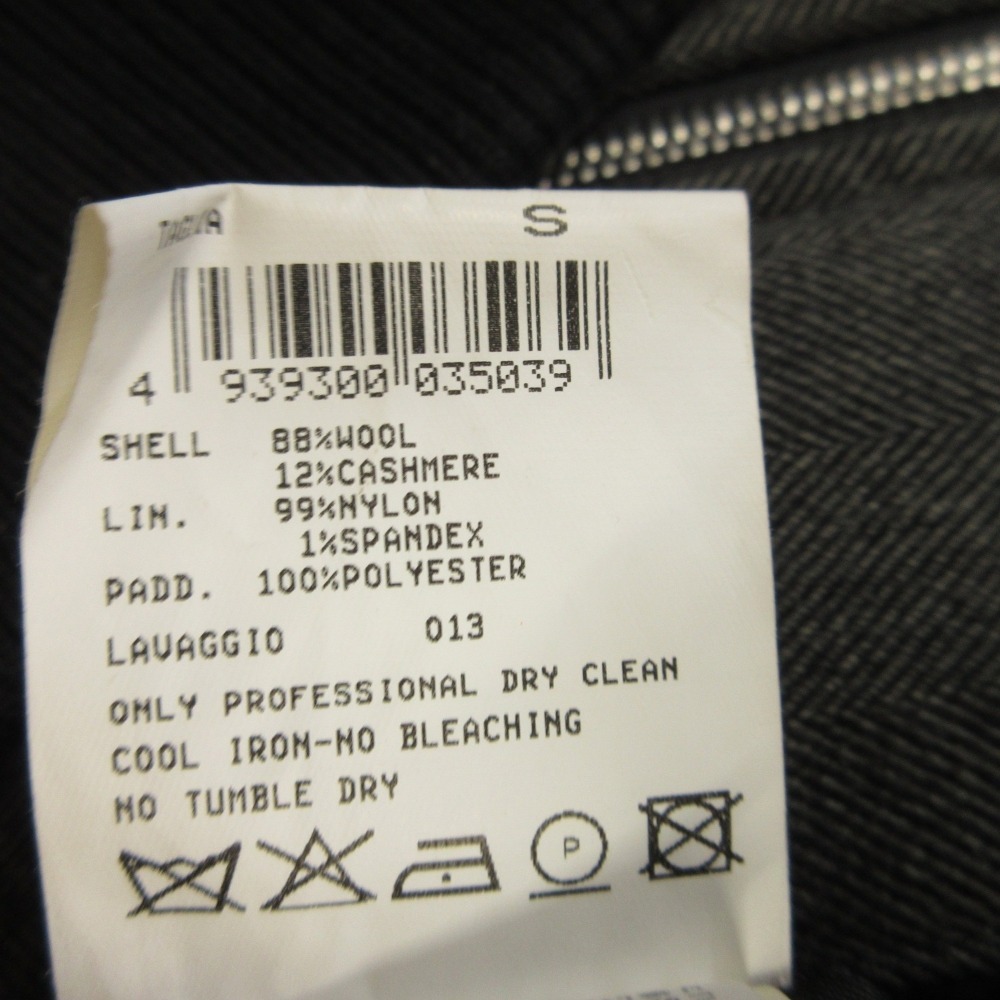 S
4 939300 035039
SHELL 88%WOOL
12%CASHMERE
LIN. 99%NYLON
1%SPANDEX
PADD. 100%POLYESTER
LAVAGGIO 013
ONLY PROFESSIONAL DRY CLEAN
COOL IRON-NO BLEACHING
NO TUMBLE DRY
P